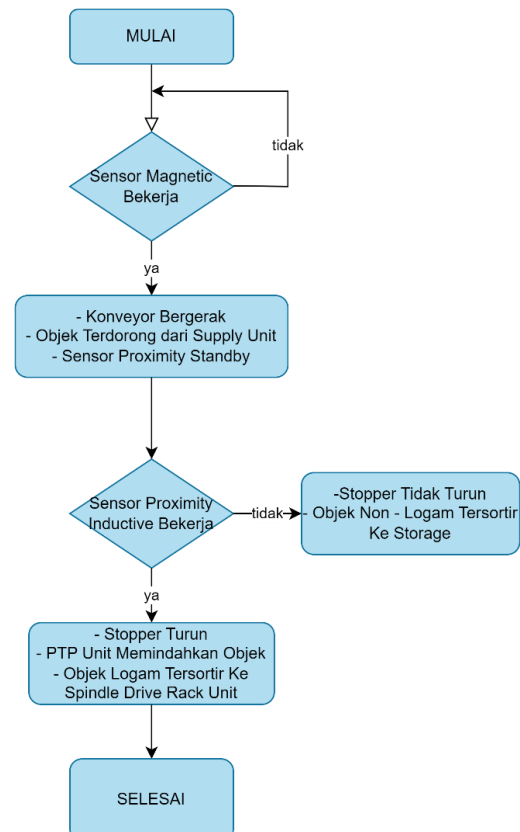 MULAI
tidak
Sensor Magnetic
Bekerja
ya
- Konveyor Bergerak
- Objek Terdorong dari Supply Unit
- Sensor Proximity Standby
Sensor Proximity
Inductive Bekerja
tidak
-Stopper Tidak Turun
- Objek Non - Logam Tersortir
Ke Storage
ya
- Stopper Turun
- PTP Unit Memindahkan Objek
- Objek Logam Tersortir Ke
Spindle Drive Rack Unit
SELESAI